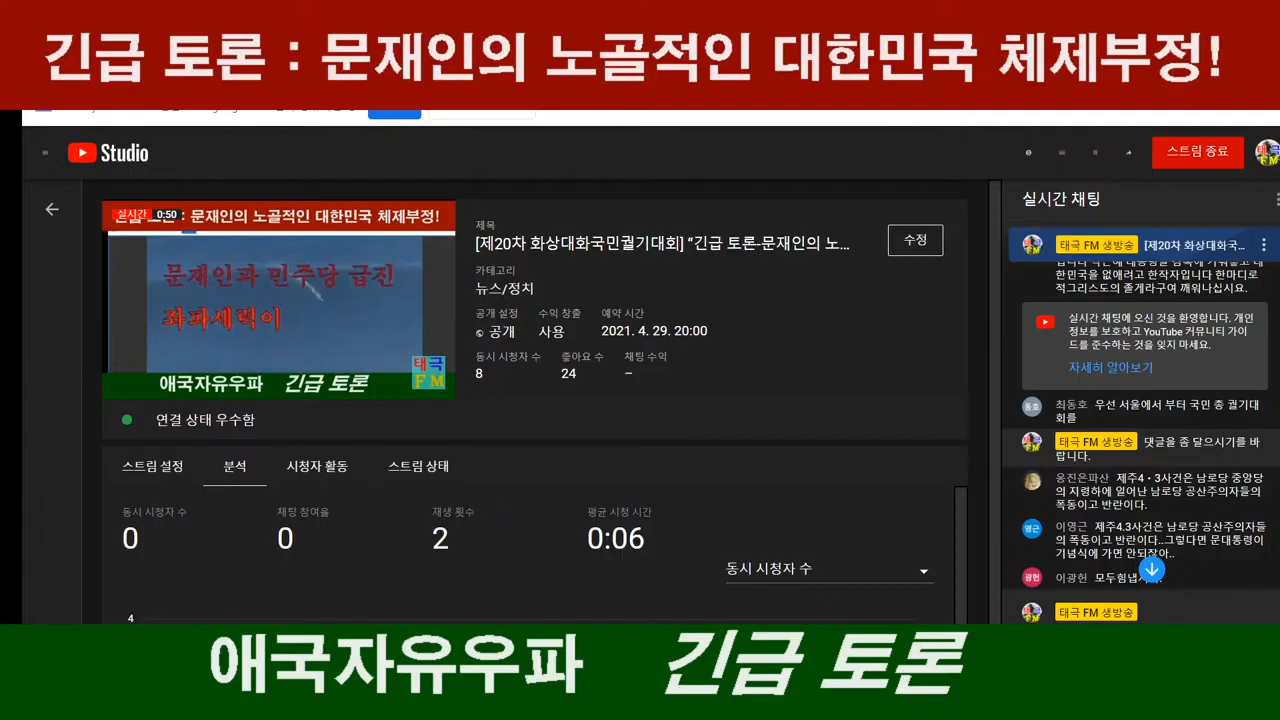 긴급 토론 : 문재인의 노골적인 대한민국 체제부정!
Studio
스트림 종료
태극
FM
실시간 0:50 : 문재인의 노골적인 대한민국 체제부정!
문재인과 민주당 급진
좌파세력이
태극
FM
애국자유우파 긴급 토론
제목
[제20차 화상대화국민궐기대회] “긴급 토론-문재인의 노...
수정
카테고리
뉴스/정치
공개 설정 수익 창출 예약 시간
공개 사용 2021. 4. 29. 20:00
동시 시청자 수 좋아요 수 채팅 수익
8 24 –
연결 상태 우수함
스트림 설정 분석 시청자 활동 스트림 상태
동시 시청자 수 채팅 참여율 재생 횟수 평균 시청 시간
0 0 2 0:06
동시 시청자 수
4
실시간 채팅
태극 FM 생방송 [제20차 화상대화국...
한민국을 없애려고 한작자입니다 한마디로
적그리스도의 졸게라구여 깨워나십시요.
실시간 채팅에 오신 것을 환영합니다. 개인
정보를 보호하고 YouTube 커뮤니티 가이
드를 준수하는 것을 잊지 마세요.
자세히 알아보기
동호 최동호 우선 서울에서 부터 국민 총 궐기대
회를
태극 FM 생방송 댓글을 좀 달으시기를 바
랍니다.
옹진은파산 제주4・3사건은 남로당 중앙당
의 지령하에 일어난 남로당 공산주의자들의
폭동이고 반란이다.
영근 이영근 제주4.3사건은 남로당 공산주의자들
의 폭동이고 반란이다..그렇다면 문대통령이
기념식에 가면 안되잖아..
광헌 이광헌
태극 FM 생방송
애국자유우파 긴급 토론